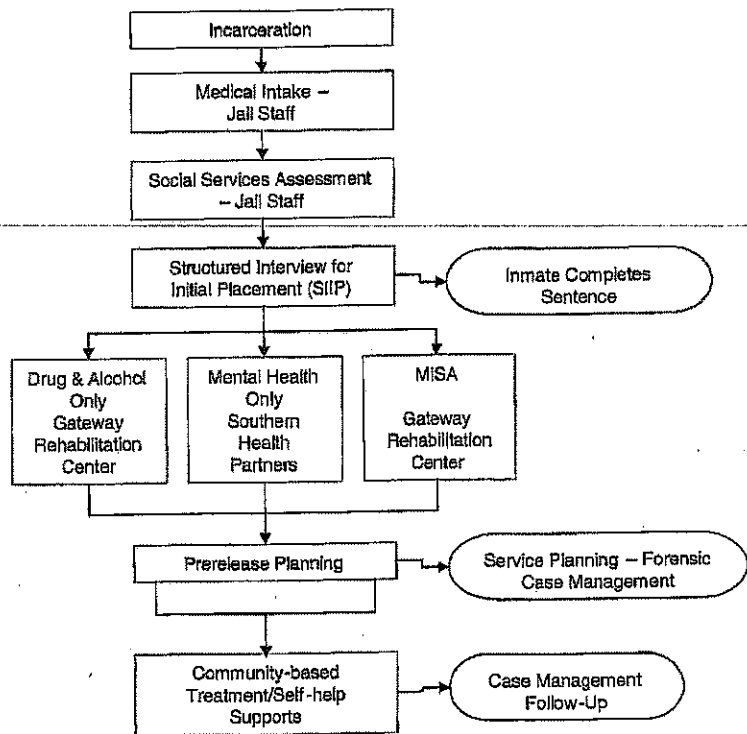 Incarceration
Medical Intake –
Jail Staff
Social Services Assessment
– Jail Staff
Structured Interview for
Initial Placement (SIIP)
Inmate Completes
Sentence
Drug & Alcohol
Only
Gateway
Rehabilitation
Center
Mental Health
Only
Southern
Health
Partners
MISA
Gateway
Rehabilitation
Center
Prerelease Planning
Service Planning – Forensic
Case Management
Community-based
Treatment/Self-help
Supports
Case Management
Follow-Up